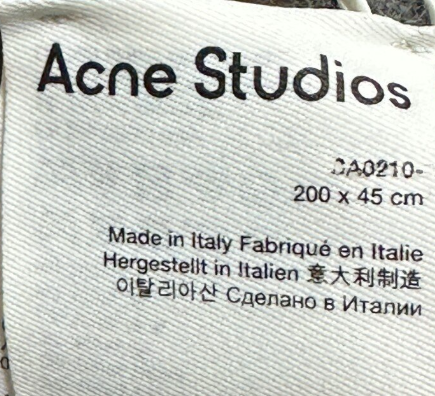 Acne Studios
CA0210-
200 x 45 cm
Made in Italy Fabriqué en Italie
Hergestellt in Italien 意大利制造
이탈리아산 Сделано в Италии